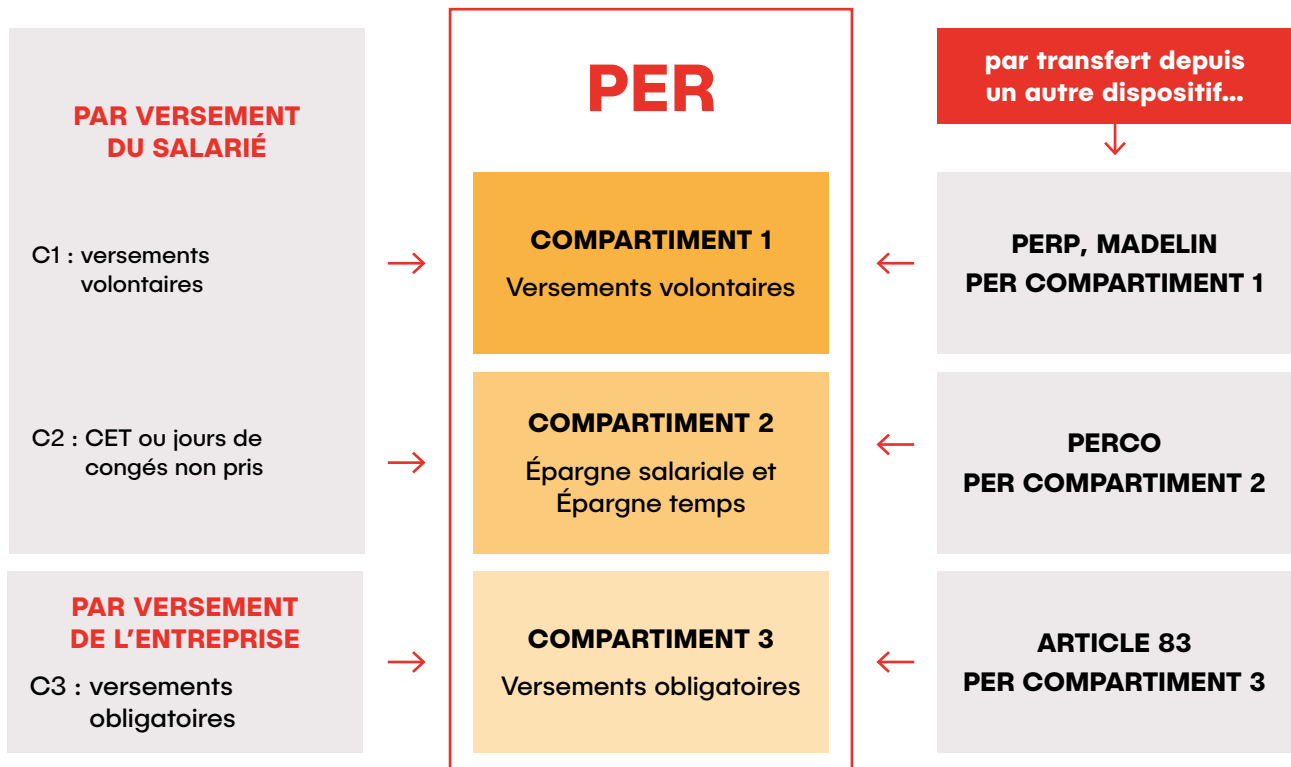 PAR VERSEMENT
DU SALARIÉ
C1 : versements
volontaires
C2 : CET ou jours de
congés non pris
PAR VERSEMENT
DE L’ENTREPRISE
C3 : versements
obligatoires
PER
COMPARTIMENT 1
Versements volontaires
COMPARTIMENT 2
Épargne salariale et
Épargne temps
COMPARTIMENT 3
Versements obligatoires
par transfert depuis
un autre dispositif...
PERP, MADELIN
PER COMPARTIMENT 1
PERCO
PER COMPARTIMENT 2
ARTICLE 83
PER COMPARTIMENT 3